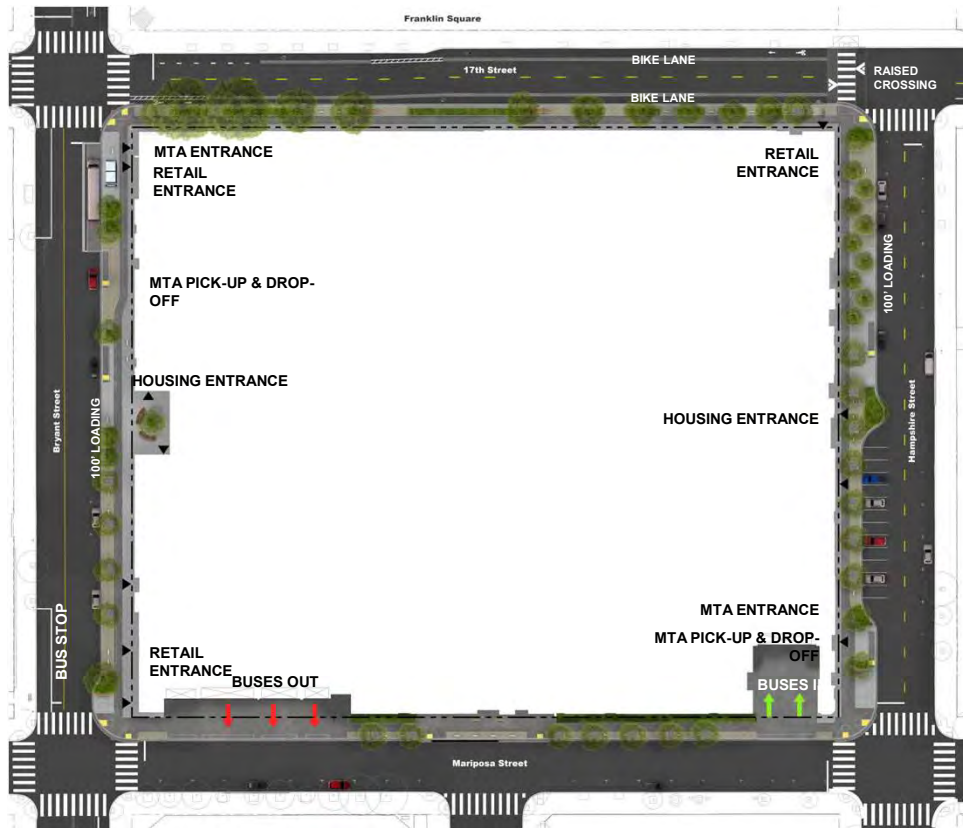 Franklin Square
17th Street
BIKE LANE
BIKE LANE
RAISED
CROSSING
MTA ENTRANCE
RETAIL
ENTRANCE
RETAIL
ENTRANCE
MTA PICK-UP & DROP-
OFF
100' LOADING
HOUSING ENTRANCE
Bryant Street
100' LOADING
HOUSING ENTRANCE
Hampshire Street
BUS STOP
MTA ENTRANCE
MTA PICK-UP & DROP-
OFF
RETAIL
ENTRANCE
BUSES OUT
BUSES I
Mariposa Street